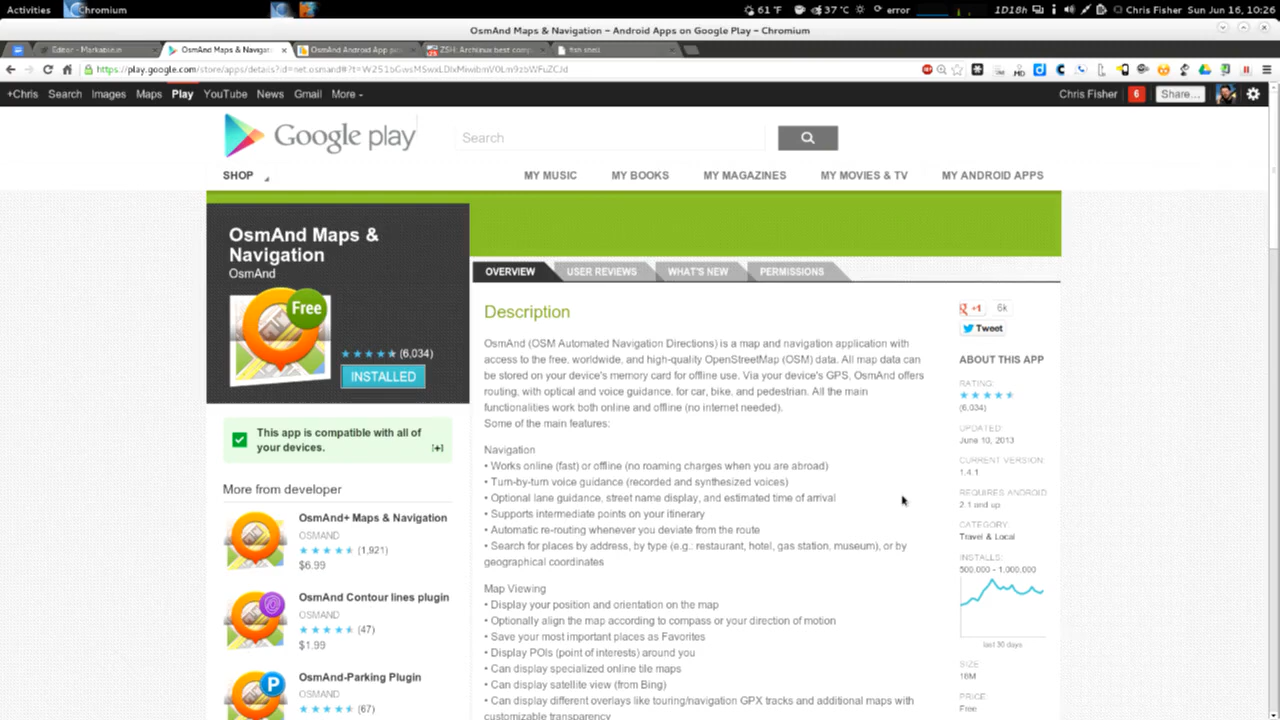 Activities
Chromium
61 °F
37 °C
error
1D18h
Chris Fisher
Sun Jun 16, 10:26
OsmAnd Maps & Navigation – Android Apps on Google Play – Chromium
OsmAnd Maps & Navigat
OsmAnd Android App
ZSH: Archlinux best comp
fish shell
https://play.google.com/store/apps/details?id=net.osmand
+Chris Search Images Maps Play YouTube News Gmail More
Chris Fisher 6 Share...
Google play
Search
SHOP
MY MUSIC MY BOOKS MY MAGAZINES MY MOVIES & TV MY ANDROID APPS
OsmAnd Maps &
Navigation
OsmAnd
Free
(6,034)
INSTALLED
This app is compatible with all of
your devices.
[+]
More from developer
OsmAnd+ Maps & Navigation
OSMAND
(1,921)
$6.99
OsmAnd Contour lines plugin
OSMAND
(47)
$1.99
P
OsmAnd-Parking Plugin
OSMAND
(67)
OVERVIEW USER REVIEWS WHAT'S NEW PERMISSIONS
Description
OsmAnd (OSM Automated Navigation Directions) is a map and navigation application with
access to the free, worldwide, and high-quality OpenStreetMap (OSM) data. All map data can
be stored on your device's memory card for offline use. Via your device's GPS, OsmAnd offers
routing, with optical and voice guidance, for car, bike, and pedestrian. All the main
functionalities work both online and offline (no internet needed).
Some of the main features:
Navigation
• Works online (fast) or offline (no roaming charges when you are abroad)
• Turn-by-turn voice guidance (recorded and synthesized voices)
• Optional lane guidance, street name display, and estimated time of arrival
• Supports intermediate points on your itinerary
• Automatic re-routing whenever you deviate from the route
• Search for places by address, by type (e.g.: restaurant, hotel, gas station, museum), or by
geographical coordinates
Map Viewing
• Display your position and orientation on the map
• Optionally align the map according to compass or your direction of motion
• Save your most important places as Favorites
• Display POIs (point of interests) around you
• Can display specialized online tile maps
• Can display satellite view (from Bing)
• Can display different overlays like touring/navigation GPX tracks and additional maps with
customizable transparency
+1 6k
Tweet
ABOUT THIS APP
RATING:
(6,034)
UPDATED:
June 10, 2013
CURRENT VERSION:
1.4.1
REQUIRES ANDROID:
2.1 and up
CATEGORY:
Travel & Local
INSTALLS:
500,000 - 1,000,000
last 30 days
SIZE:
16M
PRICE:
Free